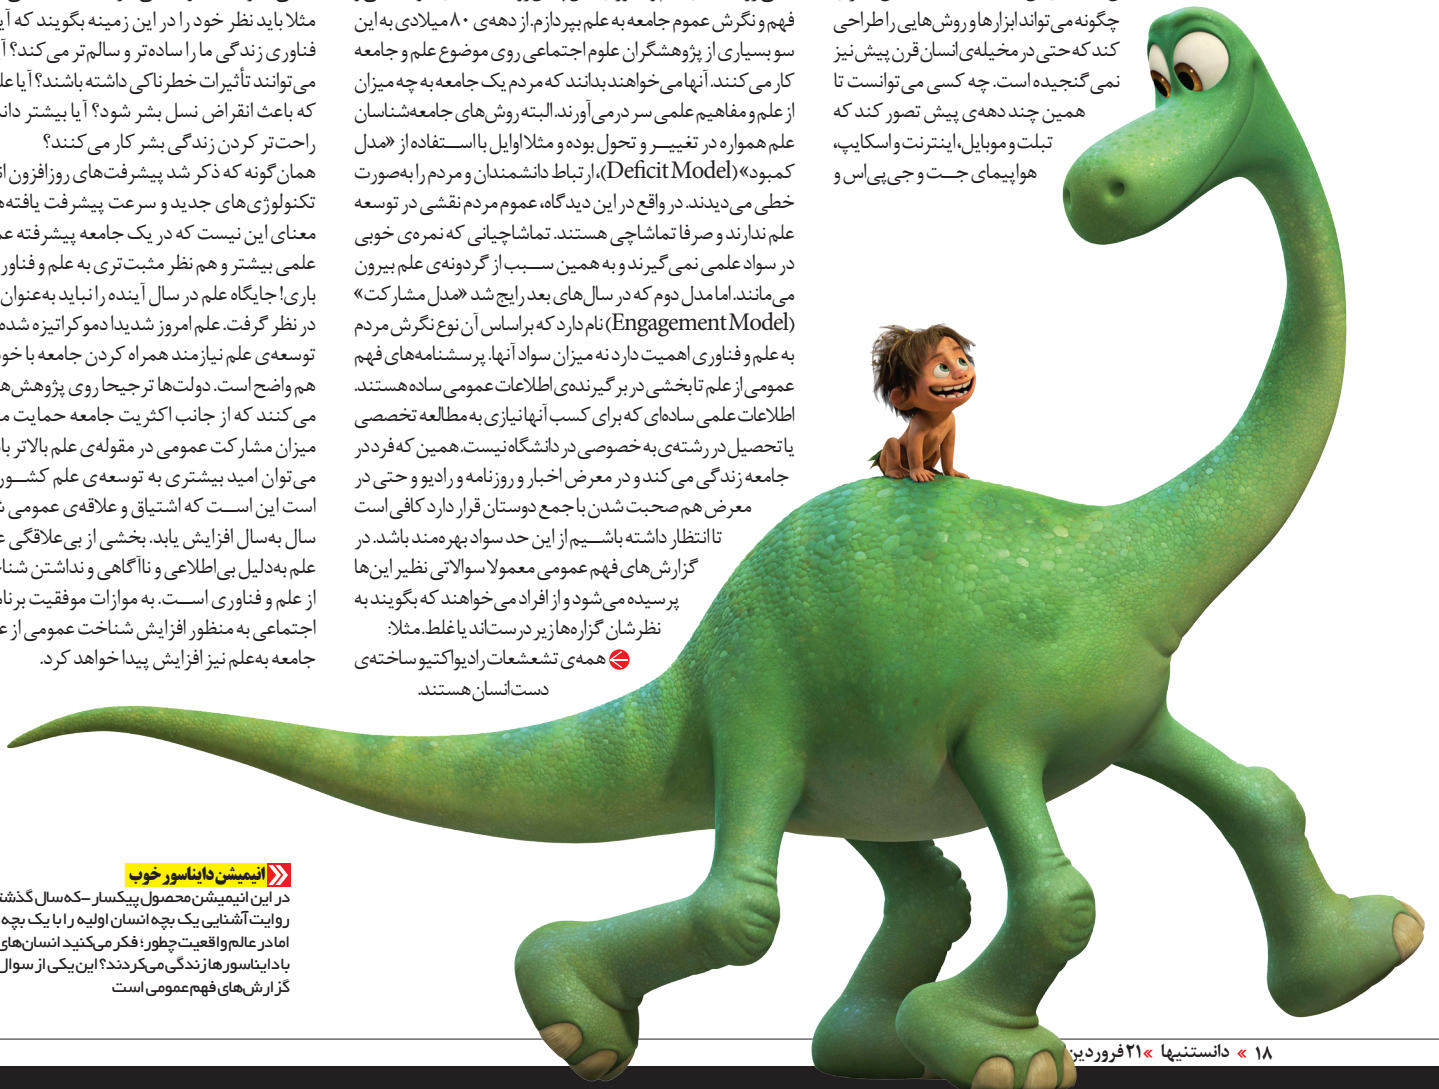 چگونه می‌تواند ابزارها و روش‌هایی را طراحی
کند که حتی در مخیله‌ی انسان قرن پیش نیز
نمی‌گنجیده است. چه کسی می‌توانست تا
همین چند دهه‌ی پیش تصور کند که
تبلت و موبایل، اینترنت و اسکایپ،
هواپیمای جت و جی‌پی‌اس و
فهم و نگرش عموم جامعه به علم بپردازم. از دهه‌ی ۸۰ میلادی به این
سو بسیاری از پژوهشگران علوم اجتماعی روی موضوع علم و جامعه
کار می‌کنند. آنها می‌خواهند بدانند که مردم یک جامعه به چه میزان
از علم و مفاهیم علمی سر درمی‌آورند. البته روش‌های جامعه‌شناسان
علم همواره در تغییر و تحول بوده و مثلا اوایل با استفاده از «مدل
کمبود» (Deficit Model)، ارتباط دانشمندان و مردم را به‌صورت
خطی می‌دیدند. در واقع در این دیدگاه، عموم مردم نقشی در توسعه
علم ندارند و صرفا تماشاچی هستند. تماشاچیانی که نمره‌ی خوبی
در سواد علمی نمی‌گیرند و به همین سبب از گردونه‌ی علم بیرون
می‌مانند. اما مدل دوم که در سال‌های بعد رایج شد «مدل مشارکت»
(Engagement Model) نام دارد که براساس آن نوع نگرش مردم
به علم و فناوری اهمیت دارد نه میزان سواد آنها. پرسشنامه‌های فهم
عمومی از علم تا بخشی در بر گیرنده‌ی اطلاعات عمومی ساده هستند.
اطلاعات علمی ساده‌ای که برای کسب آنها نیازی به مطالعه تخصصی
یا تحصیل در رشته‌ی به خصوصی در دانشگاه نیست. همین که فرد در
جامعه زندگی می‌کند و در معرض اخبار و روزنامه و رادیو و حتی در
معرض هم صحبت شدن با جمع دوستان قرار دارد کافی است
تا انتظار داشته باشیم از این حد سواد بهره‌مند باشد. در
گزارش‌های فهم عمومی معمولا سوالاتی نظیر این‌ها
پرسیده می‌شود و از افراد می‌خواهند که بگویند به
نظرشان گزاره‌ها زیر درست‌اند یا غلط. مثلا:
همه‌ی تشعشعات رادیواکتیو ساخته‌ی
دست انسان هستند.
مثلا باید نظر خود را در این زمینه بگویند که
فناوری زندگی ما را ساده‌تر و سالم‌تر می‌کند؟
می‌توانند تأثیرات خطرناکی داشته باشند؟ آیا
که باعث انقراض نسل بشر شود؟ آیا بیشتر
راحت‌تر کردن زندگی بشر کار می‌کنند؟
همان‌گونه که ذکر شد پیشرفت‌های روزافزون
تکنولوژی‌های جدید و سرعت پیشرفت
معنای این نیست که در یک جامعه پیشرفته
علمی بیشتر و هم نظر مثبت‌تری به علم و
باری! جایگاه علم در سال آینده را نباید به‌عنوان
در نظر گرفت. علم امروز شدیدا دموکراتیزه شده
توسعه‌ی علم نیازمند همراه کردن جامعه با
هم واضح است. دولت‌ها ترجیحا روی
می‌کنند که از جانب اکثریت جامعه حمایت
میزان مشارکت عمومی در مقوله‌ی علم بالاتر
می‌توان امید بیشتری به توسعه‌ی علم
است این است که اشتیاق و علاقه‌ی عمومی
سال به‌سال افزایش یابد. بخشی از بی‌علاقگی
علم به‌دلیل بی‌اطلاعی و ناآگاهی و نداشتن
از علم و فناوری است. به موازات موفقیت
اجتماعی به منظور افزایش شناخت عمومی از
جامعه به‌علم نیز افزایش پیدا خواهد کرد.
انیمیشن دایناسور خوب
در این انیمیشن محصول پیکسار -که سال
روایت آشنایی یک بچه انسان اولیه را با یک بچه
اما در عالم واقعیت چطور؛ فکر می‌کنید انسان‌های
با دایناسورها زندگی می‌کردند؟ این یکی از
گزارش‌های فهم عمومی است
۱۸ » دانستنیها » ۲۱ فروردین